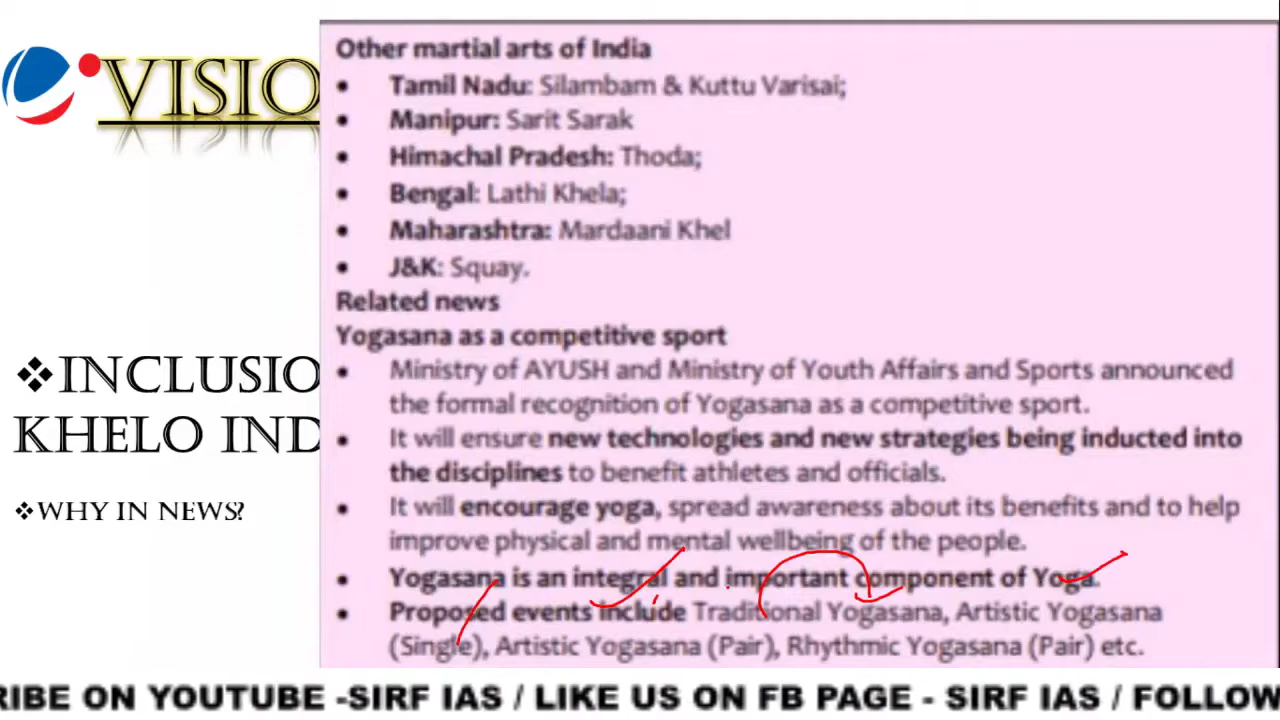 VISIO
❖INCLUSIO
KHELO IND
❖WHY IN NEWS?
Other martial arts of India
• Tamil Nadu: Silambam & Kuttu Varisai;
• Manipur: Sarit Sarak
• Himachal Pradesh: Thoda;
• Bengal: Lathi Khela;
• Maharashtra: Mardaani Khel
• J&K: Squay.
Related news
Yogasana as a competitive sport
• Ministry of AYUSH and Ministry of Youth Affairs and Sports announced
the formal recognition of Yogasana as a competitive sport.
• It will ensure new technologies and new strategies being inducted into
the disciplines to benefit athletes and officials.
• It will encourage yoga, spread awareness about its benefits and to help
improve physical and mental wellbeing of the people.
• Yogasana is an integral and important component of Yoga.
• Proposed events include Traditional Yogasana, Artistic Yogasana
(Single), Artistic Yogasana (Pair), Rhythmic Yogasana (Pair) etc.
RIBE ON YOUTUBE -SIRF IAS / LIKE US ON FB PAGE - SIRF IAS / FOLLOW